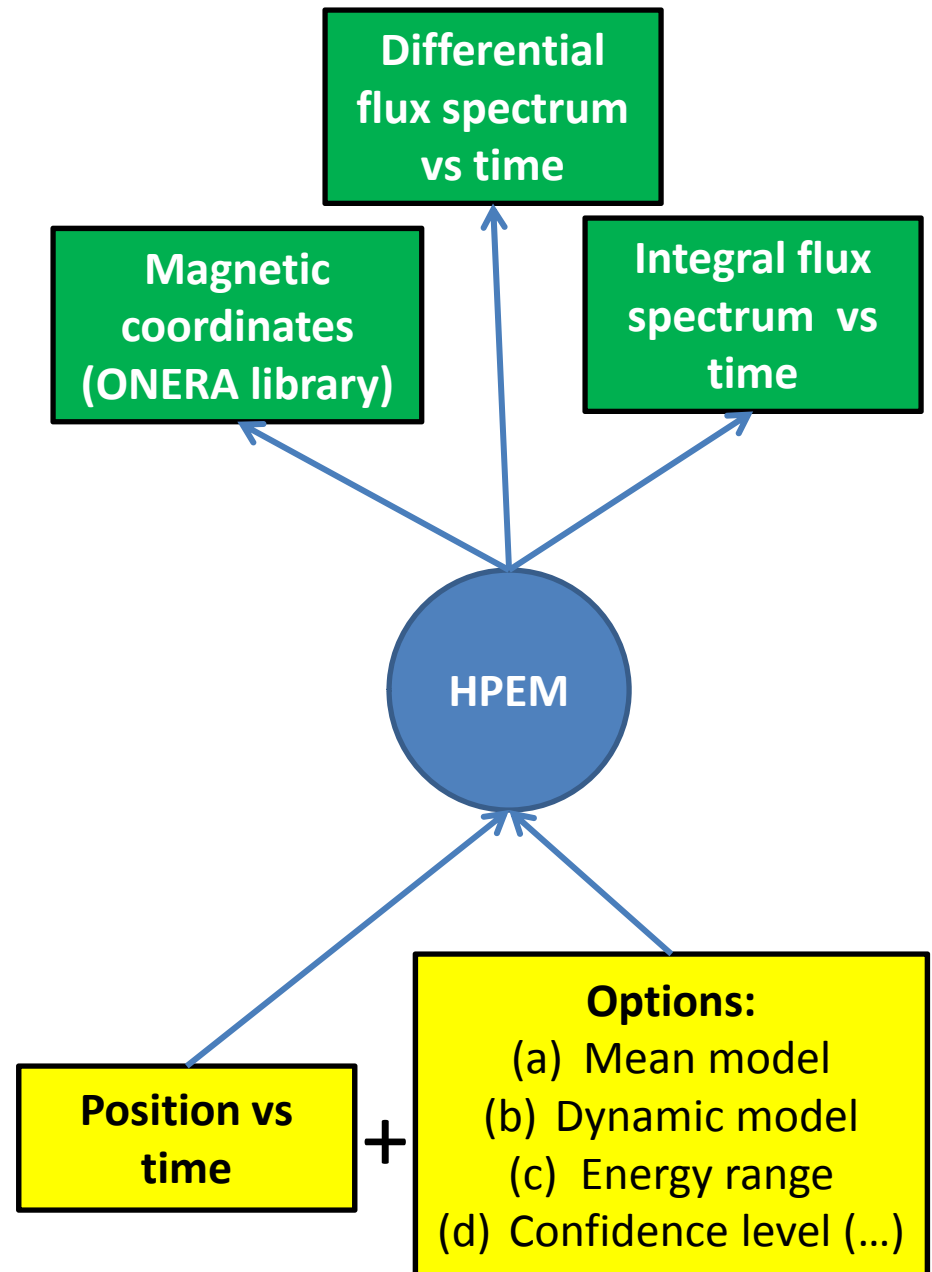 Differential
flux spectrum
vs time
Magnetic
coordinates
(ONERA library)
Integral flux
spectrum vs
time
HPEM
Position vs
time
+
Options:
(a) Mean model
(b) Dynamic model
(c) Energy range
(d) Confidence level (...)